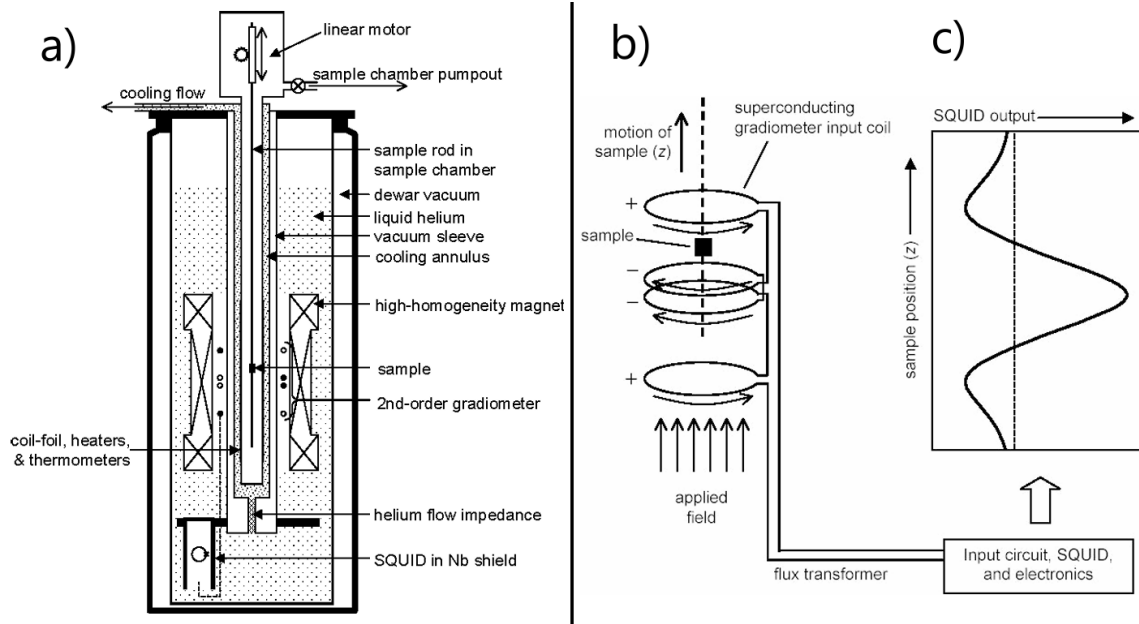 a)
linear motor
sample chamber pumpout
cooling flow
sample rod in
sample chamber
dewar vacuum
liquid helium
vacuum sleeve
cooling annulus
high-homogeneity magnet
sample
2nd-order gradiometer
coil-foil, heaters,
& thermometers
helium flow impedance
SQUID in Nb shield
b)
superconducting
gradiometer input coil
motion of
sample (z)
+
sample
−
−
+
applied
field
flux transformer
Input circuit, SQUID,
and electronics
c)
SQUID output
sample position (z)